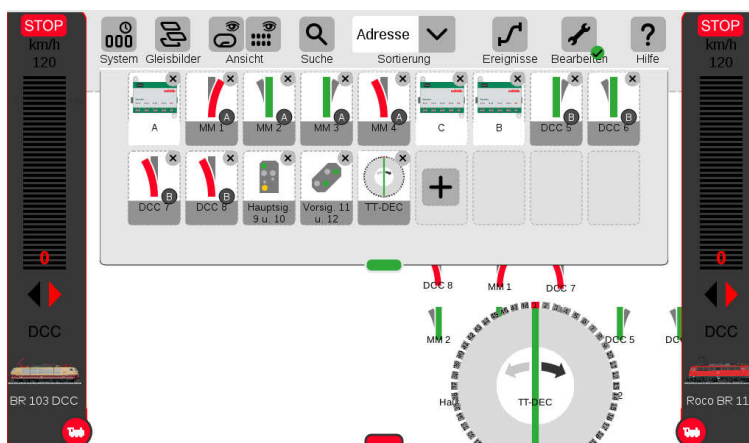 STOP
km/h
120
0
DCC
BR 103 DCC
System
Gleisbilder
Ansicht
Suche
Adresse
Sortierung
Ereignisse
Bearbeiten
?
Hilfe
A
MM 1
A
MM 2
A
MM 3
A
MM 4
A
C
B
DCC 5
B
DCC 6
B
DCC 7
B
DCC 8
B
Hauptsig.
9 u. 10
Vorsig. 11
u. 12
TT-DEC
DCC 8
MM 1
DCC 7
MM 2
DCC 5
DC
Hau
TT-DEC
2
STOP
km/h
120
0
DCC
Roco BR 11